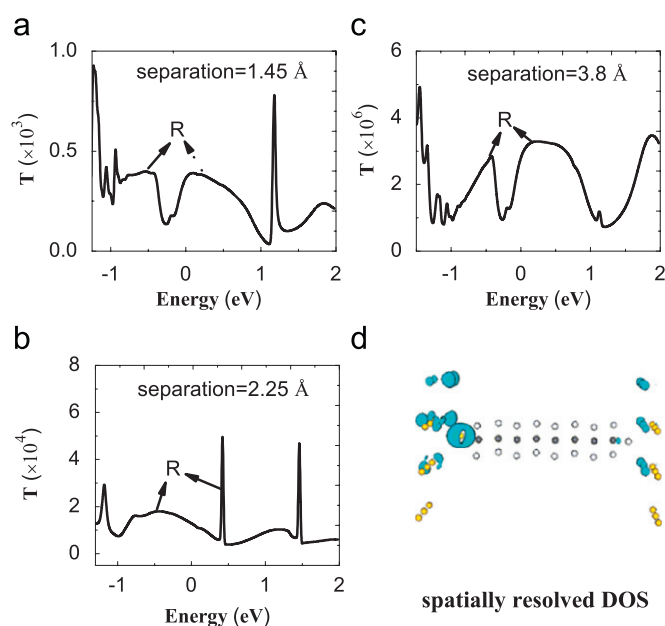 a
separation=1.45 Å
R
T (×10³)
1.0
0.5
0.0
-1 0 1 2
Energy (eV)
c
separation=3.8 Å
R
T (×10⁶)
6
4
2
0
-1 0 1 2
Energy (eV)
b
separation=2.25 Å
R
T (×10⁴)
8
6
4
2
0
-1 0 1 2
Energy (eV)
d
spatially resolved DOS